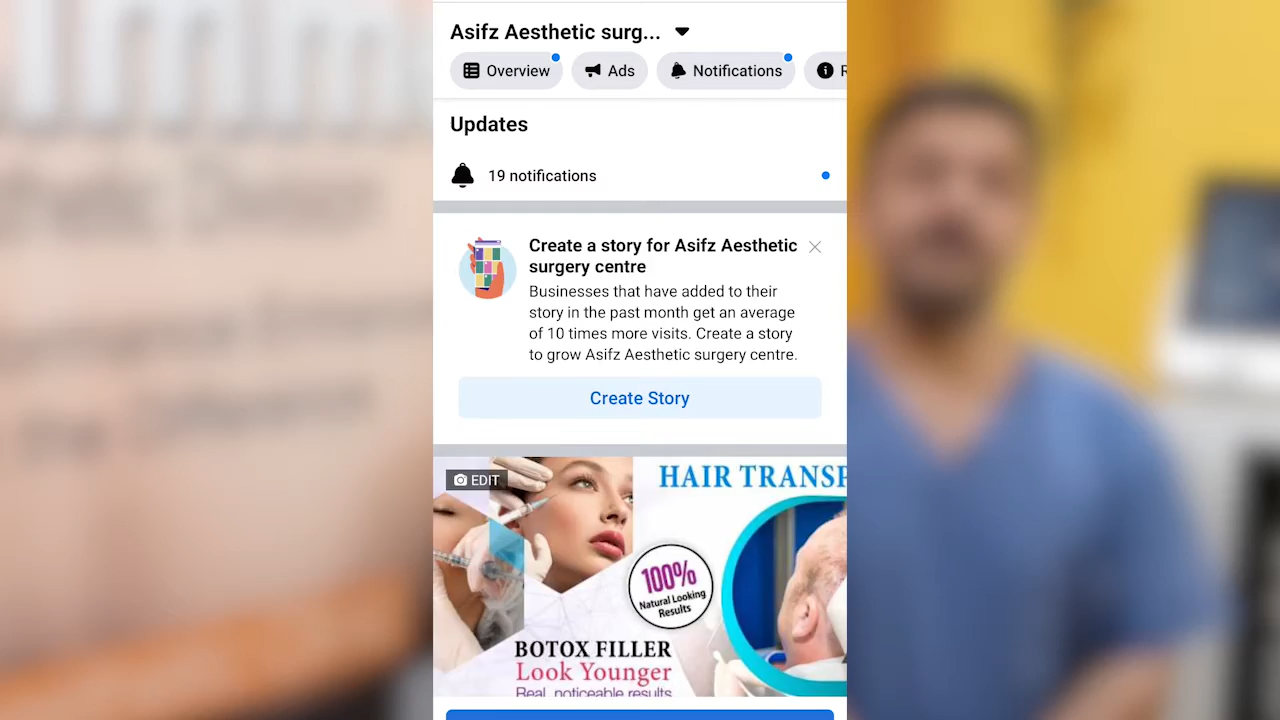 Asifz Aesthetic surg...
Overview
Ads
Notifications
Updates
19 notifications
Create a story for Asifz Aesthetic
surgery centre
Businesses that have added to their
story in the past month get an average
of 10 times more visits. Create a story
to grow Asifz Aesthetic surgery centre.
Create Story
EDIT
HAIR TRANSP
100%
Natural Looking
Results
BOTOX FILLER
Look Younger
Real, noticeable results